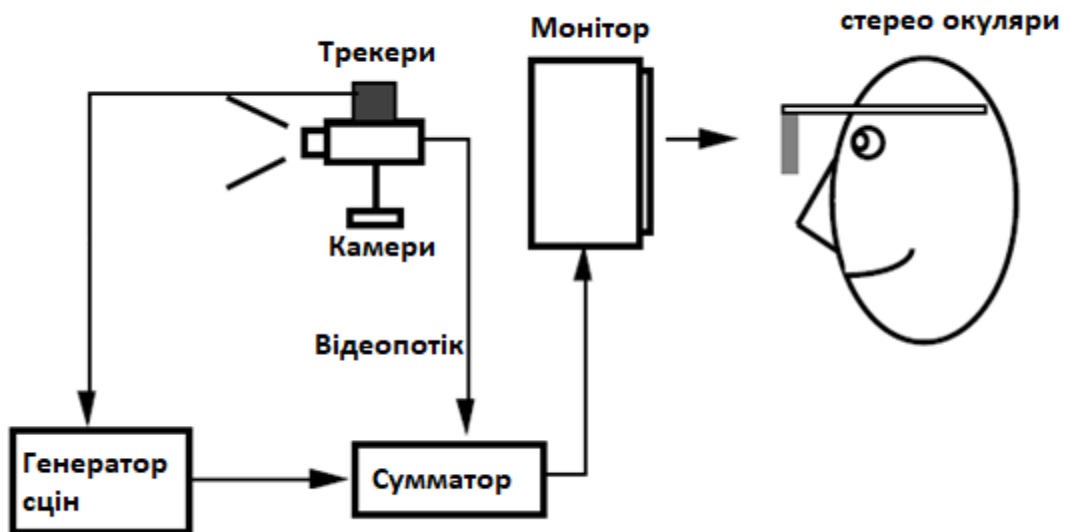 стерео окуляри
Монітор
Трекери
Камери
Відеопотік
Генератор
сцін
Сумматор